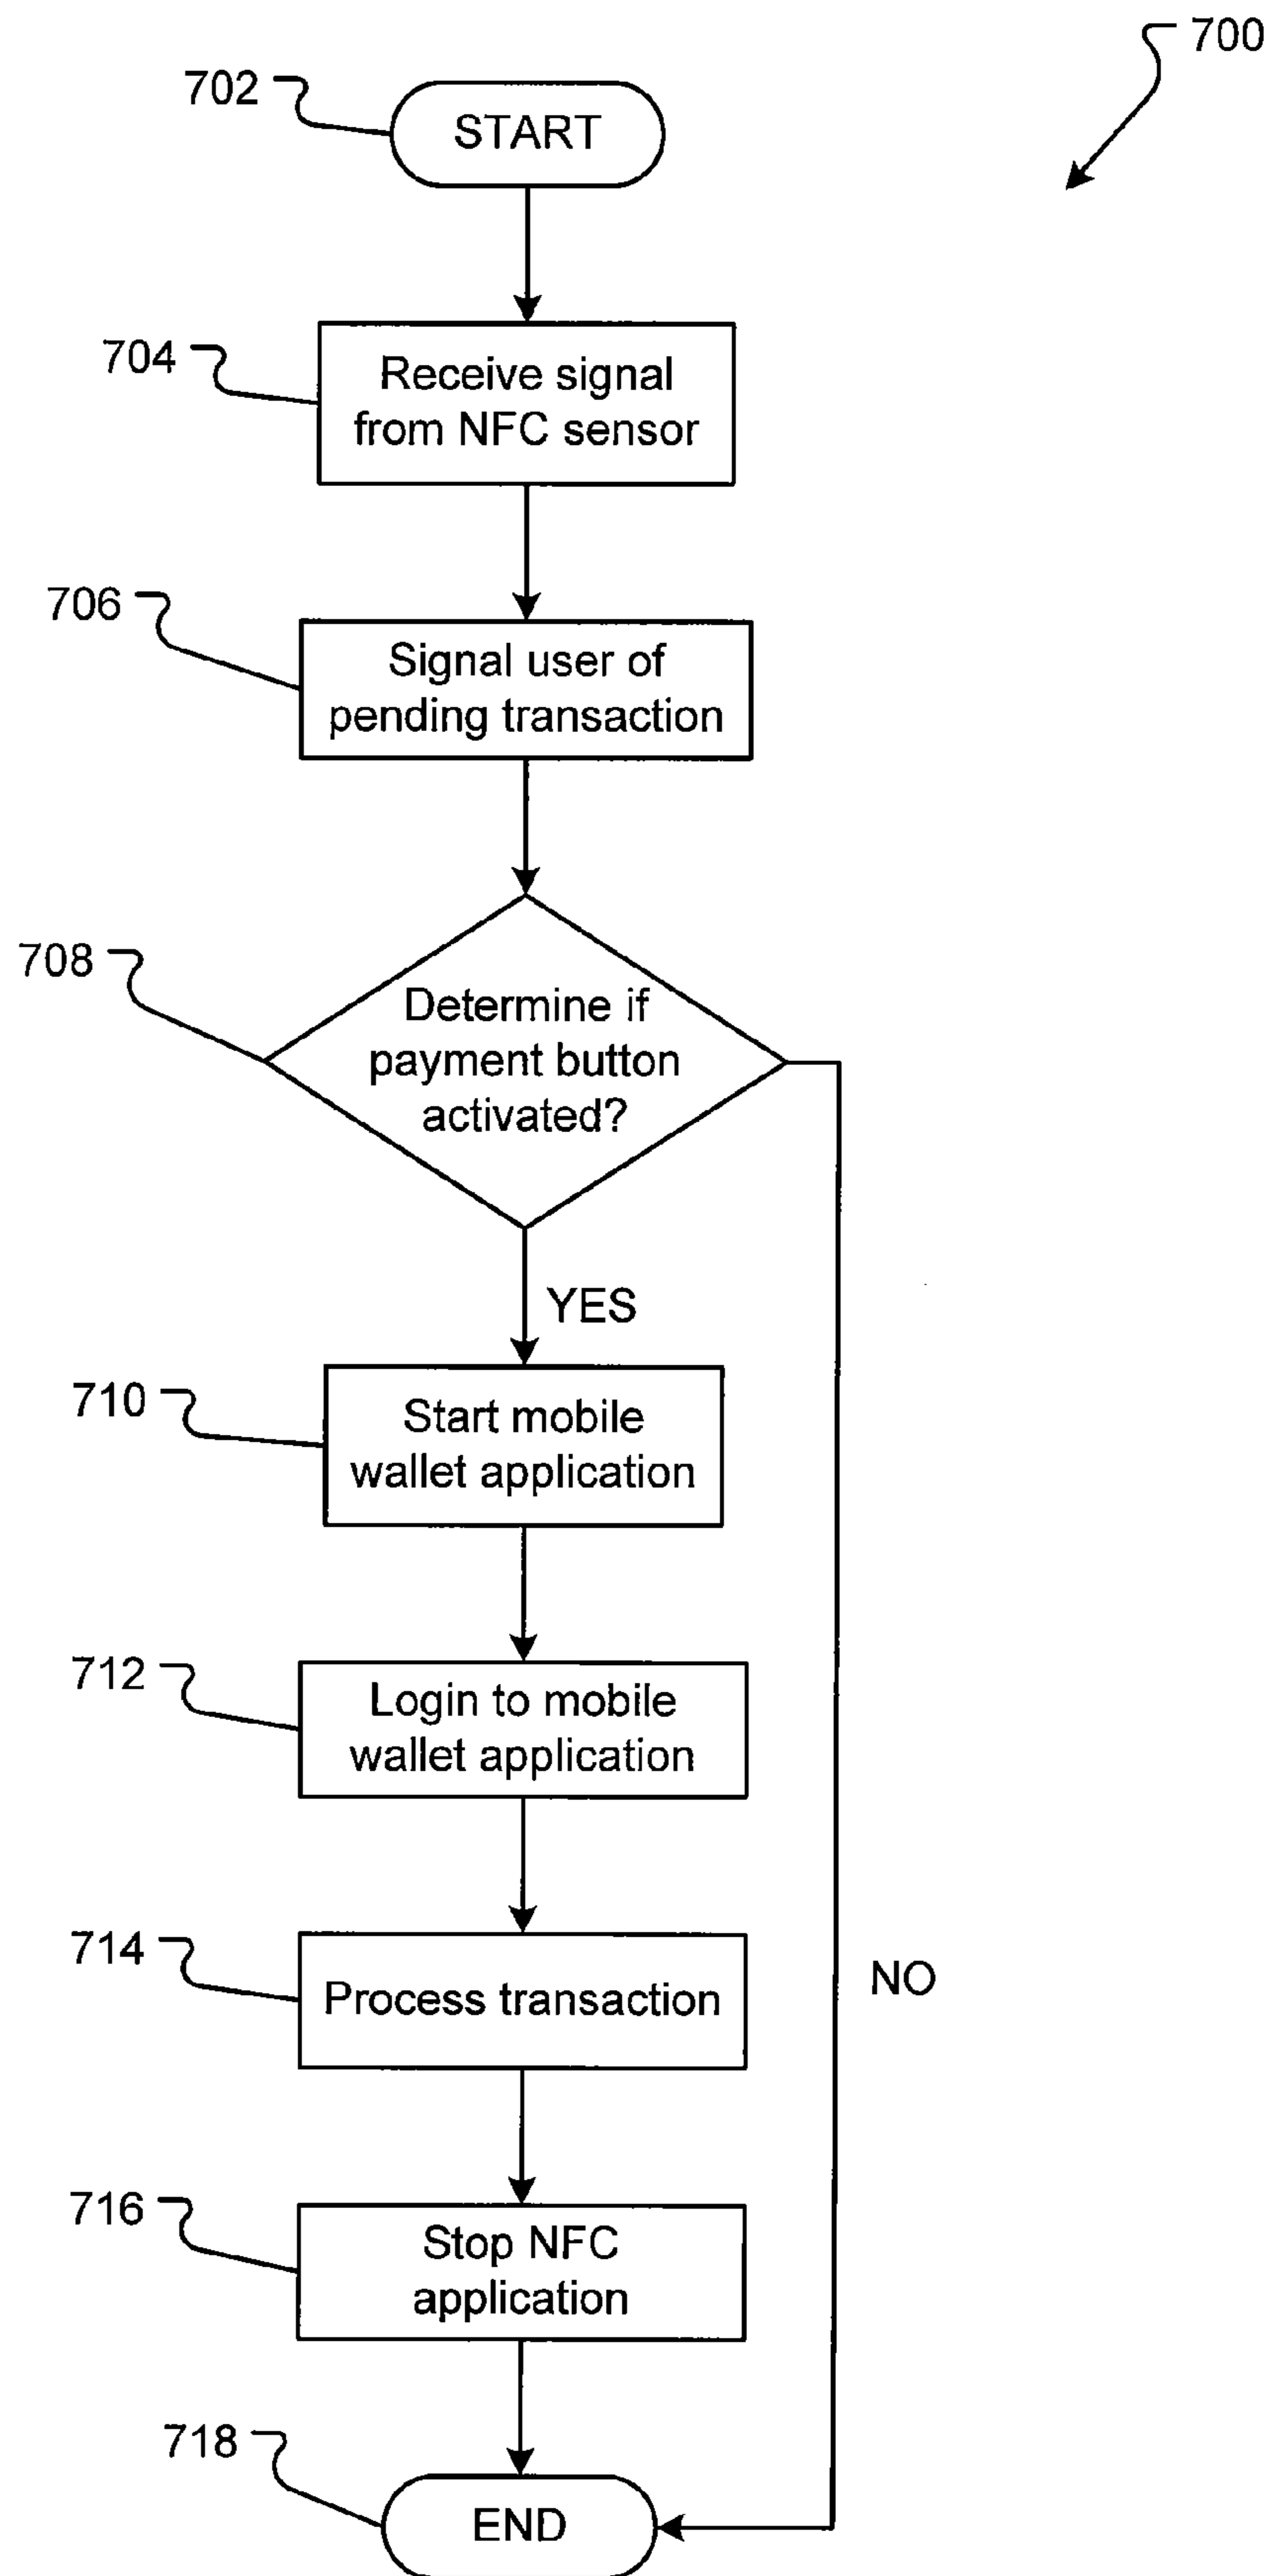 700
702
START
704
Receive signal
from NFC sensor
706
Signal user of
pending transaction
708
Determine if
payment button
activated?
YES
710
Start mobile
wallet application
712
Login to mobile
wallet application
714
Process transaction
NO
716
Stop NFC
application
718
END